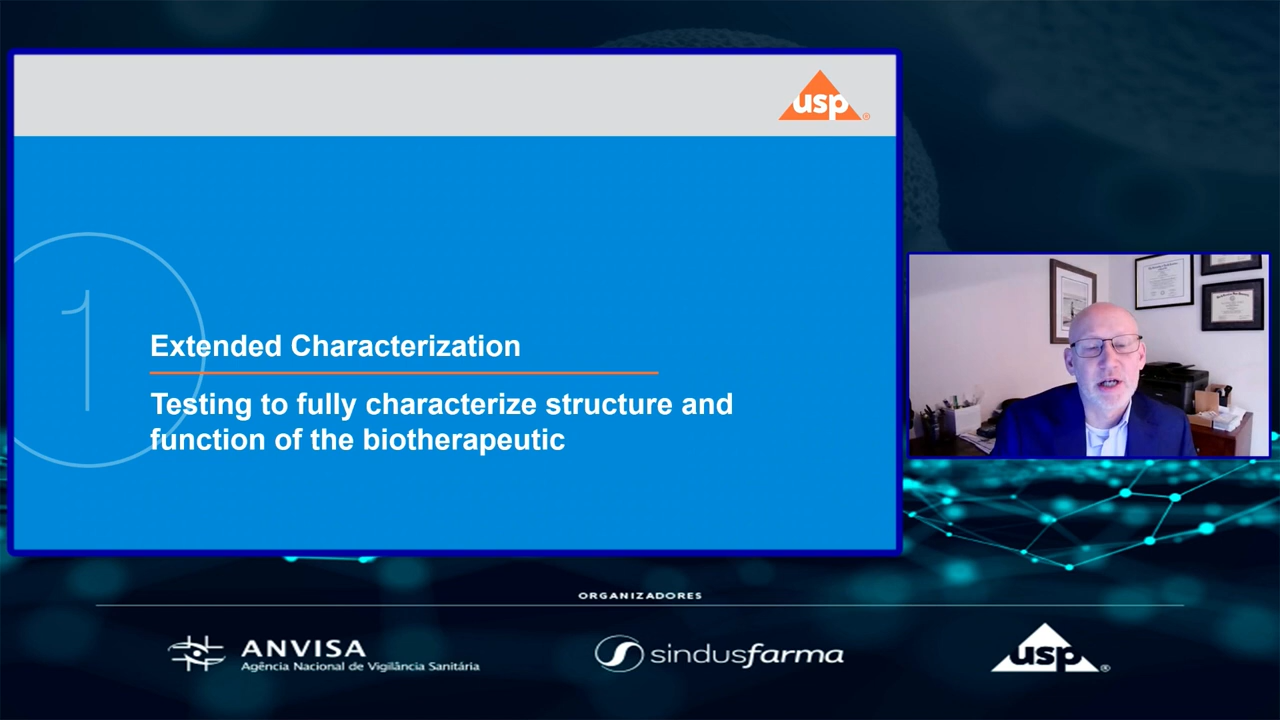 usp
®
1
Extended Characterization
Testing to fully characterize structure and
function of the biotherapeutic
ORGANIZADORES
ANVISA
Agência Nacional de Vigilância Sanitária
sindusfarma
usp
®